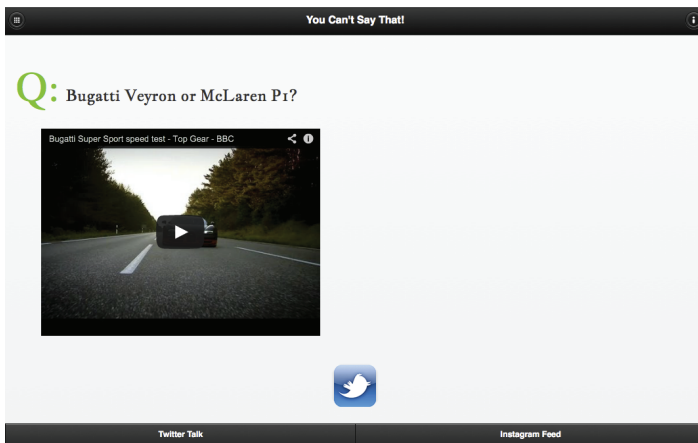 You Can't Say That!
Q: Bugatti Veyron or McLaren P1?
Bugatti Super Sport speed test - Top Gear - BBC
Twitter Talk
Instagram Feed